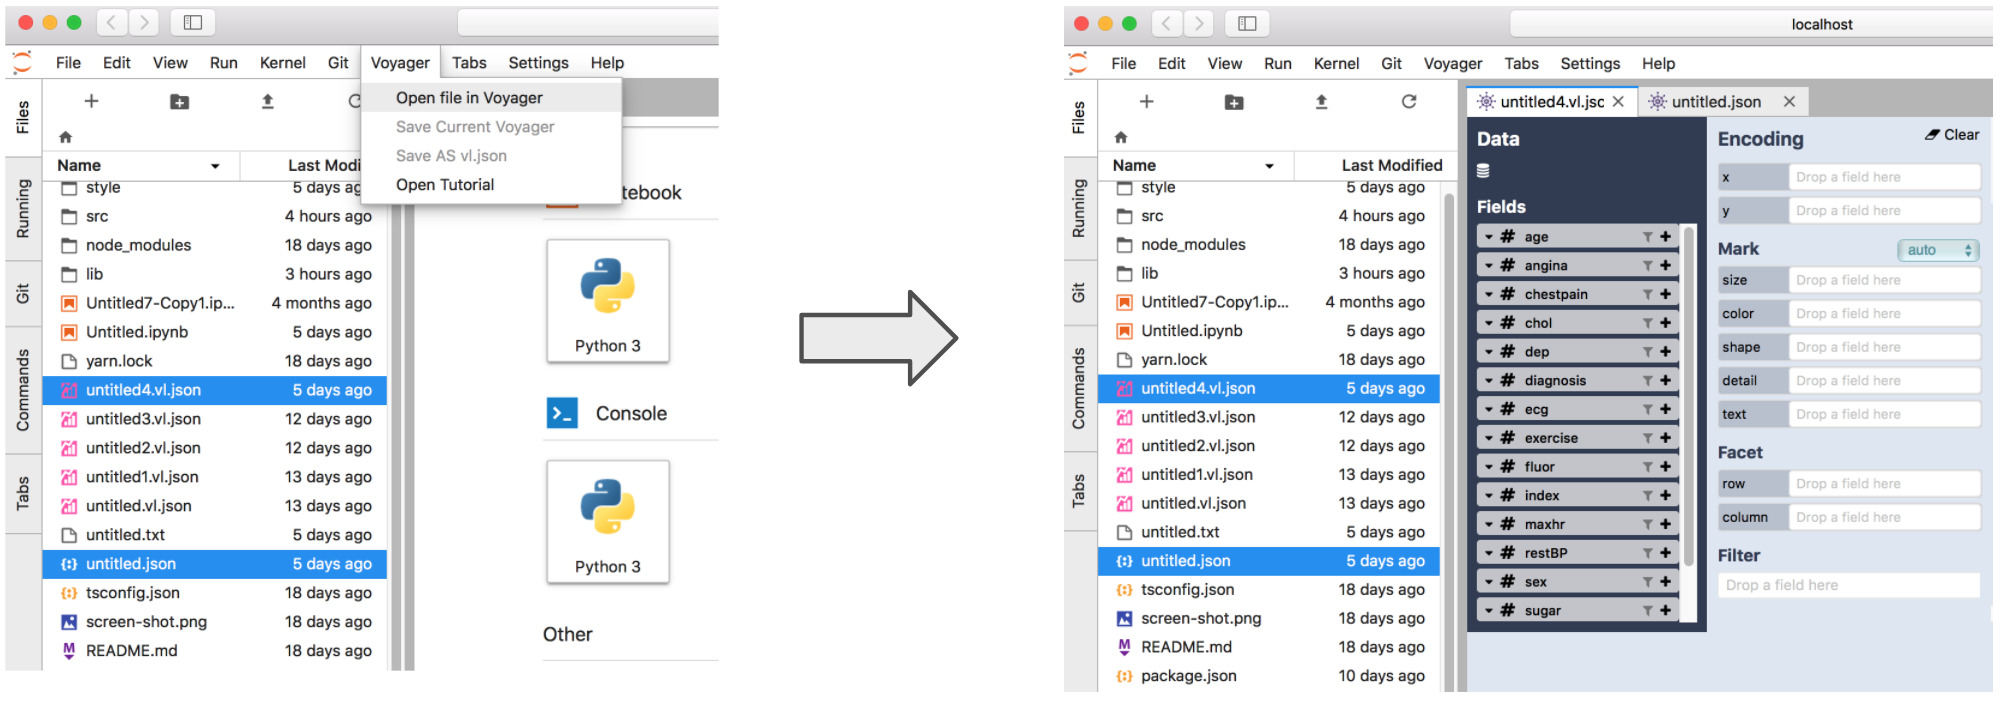 File Edit View Run Kernel Git Voyager Tabs Settings Help
Open file in Voyager
Save Current Voyager
Save AS vl.json
Open Tutorial
Files
Running
Git
Commands
Tabs
Name Last Modi
style 5 days ag
src 4 hours ago
node_modules 18 days ago
lib 3 hours ago
Untitled7-Copy1.ip... 4 months ago
Untitled.ipynb 5 days ago
yarn.lock 18 days ago
untitled4.vl.json 5 days ago
untitled3.vl.json 12 days ago
untitled2.vl.json 12 days ago
untitled1.vl.json 13 days ago
untitled.vl.json 13 days ago
untitled.txt 5 days ago
untitled.json 5 days ago
tsconfig.json 18 days ago
screen-shot.png 18 days ago
README.md 18 days ago
tebook
Python 3
Console
Python 3
Other
localhost
File Edit View Run Kernel Git Voyager Tabs Settings Help
Files
Running
Git
Commands
Tabs
Name Last Modified
style 5 days ago
src 4 hours ago
node_modules 18 days ago
lib 3 hours ago
Untitled7-Copy1.ip... 4 months ago
Untitled.ipynb 5 days ago
yarn.lock 18 days ago
untitled4.vl.json 5 days ago
untitled3.vl.json 12 days ago
untitled2.vl.json 12 days ago
untitled1.vl.json 13 days ago
untitled.vl.json 13 days ago
untitled.txt 5 days ago
untitled.json 5 days ago
tsconfig.json 18 days ago
screen-shot.png 18 days ago
README.md 18 days ago
package.json 10 days ago
untitled4.vl.jsc untitled.json
Data
Fields
# age
# angina
# chestpain
# chol
# dep
# diagnosis
# ecg
# exercise
# fluor
# index
# maxhr
# restBP
# sex
# sugar
Encoding Clear
x Drop a field here
y Drop a field here
Mark auto
size Drop a field here
color Drop a field here
shape Drop a field here
detail Drop a field here
text Drop a field here
Facet
row Drop a field here
column Drop a field here
Filter
Drop a field here